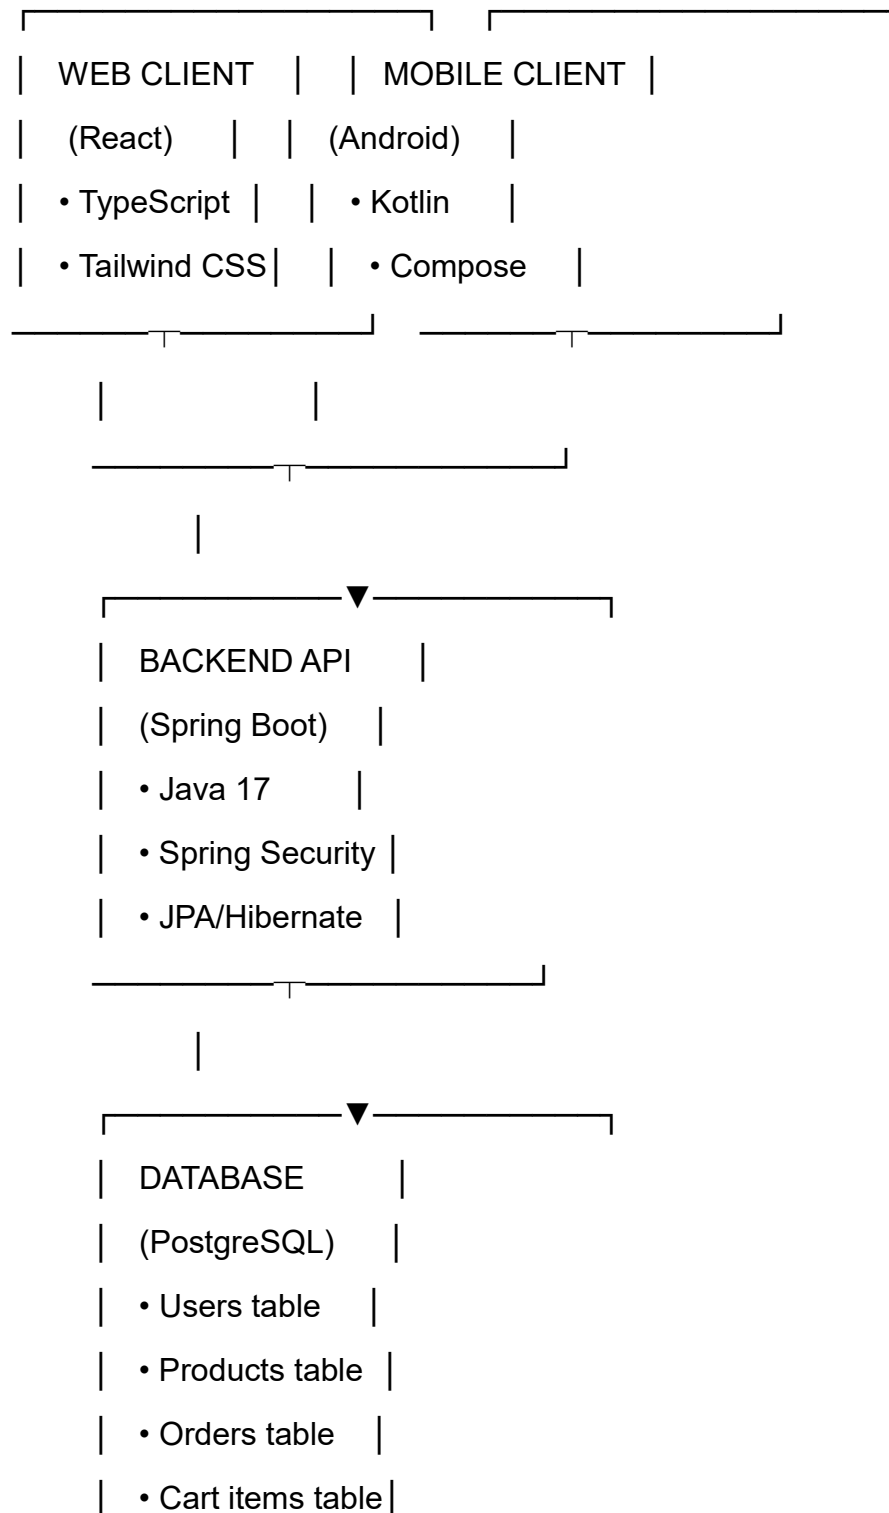 ┌─────────────────┐    ┌─────────────────
│    WEB CLIENT    │    │  MOBILE CLIENT  │
│     (React)      │     │   (Android)     │
│    • TypeScript  │     │   • Kotlin      │
│    • Tailwind CSS│     │   • Compose     │
──────┬────────┘    ──────┬────────┘
│                  │
────────┬───────────┘
│
┌──────────▼──────────┐
│    BACKEND API       │
│    (Spring Boot)     │
│    • Java 17         │
│    • Spring Security │
│    • JPA/Hibernate   │
────────┬──────────┘
│
┌──────────▼──────────┐
│    DATABASE          │
│    (PostgreSQL)      │
│    • Users table     │
│    • Products table  │
│    • Orders table    │
│    • Cart items table│